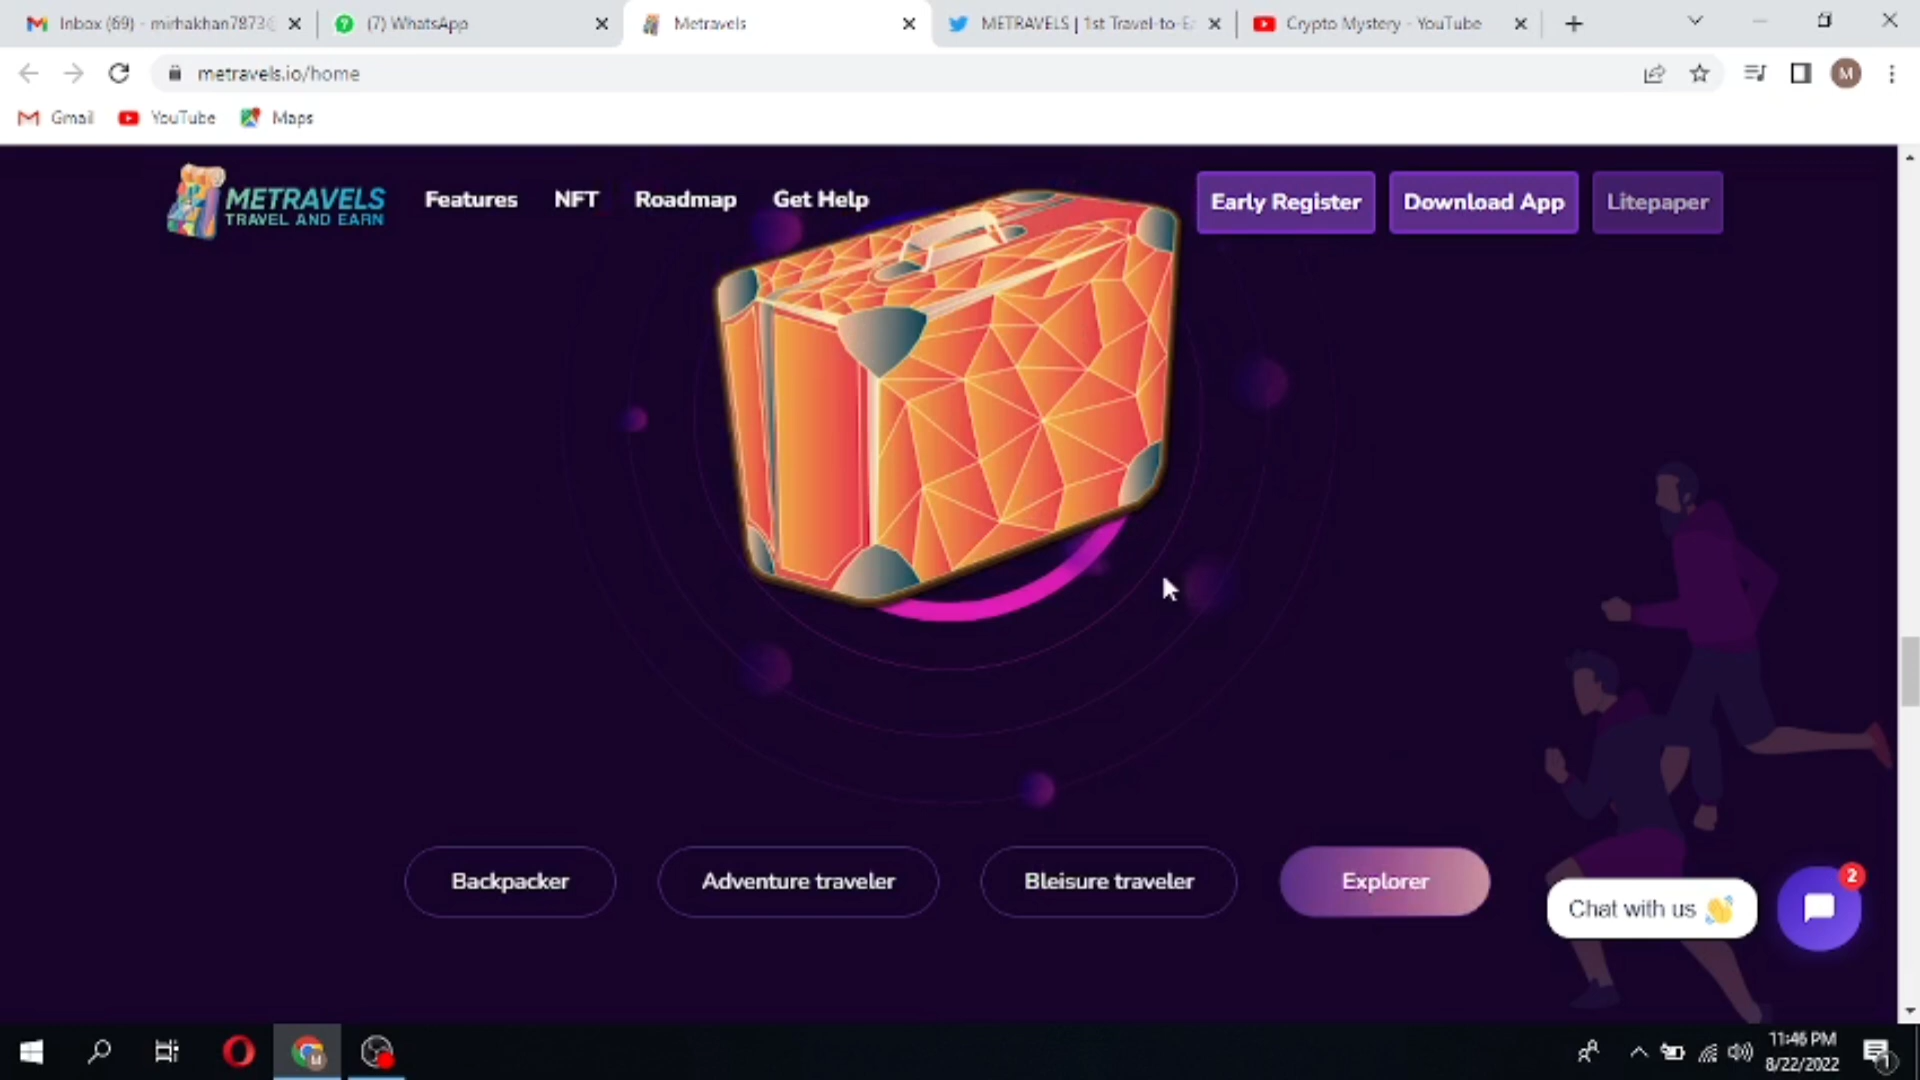 Inbox (69) - mirhakhan7873@
(7) WhatsApp
Metravels
METRAVELS | 1st Travel-to-Ea
Crypto Mystery - YouTube
metravels.io/home
M
Gmail
YouTube
Maps
METRAVELS
TRAVEL AND EARN
Features
NFT
Roadmap
Get Help
Early Register
Download App
Litepaper
Backpacker
Adventure traveler
Bleisure traveler
Explorer
Chat with us
2
11:46 PM
8/22/2022
1